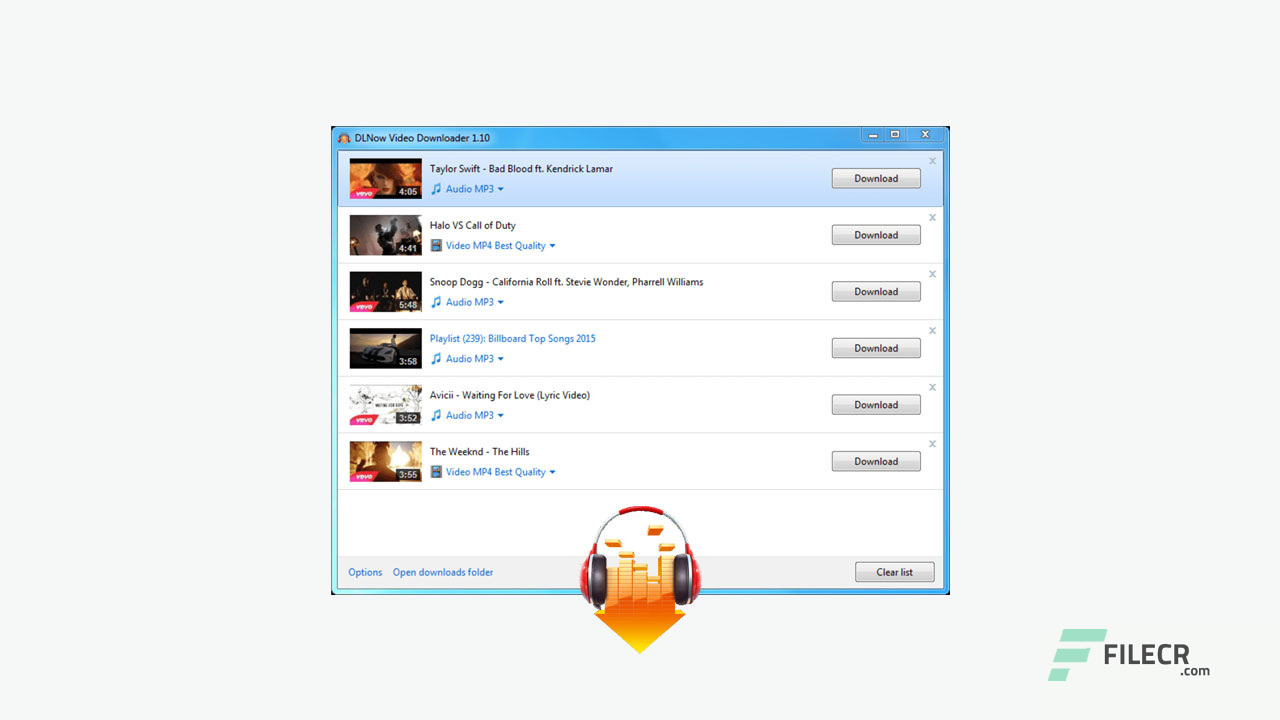 DLNow Video Downloader 1.10
Taylor Swift - Bad Blood ft. Kendrick Lamar
vevo 4:05
Audio MP3
Download
x
Halo VS Call of Duty
4:41
Video MP4 Best Quality
Download
x
Snoop Dogg - California Roll ft. Stevie Wonder, Pharrell Williams
vevo 5:48
Audio MP3
Download
x
Playlist (239): Billboard Top Songs 2015
3:58
Audio MP3
Download
x
Avicii - Waiting For Love (Lyric Video)
WAITING FOR LOVE
vevo 3:52
Audio MP3
Download
x
The Weeknd - The Hills
vevo 3:55
Video MP4 Best Quality
Download
x
Options Open downloads folder Clear list
FILECR
.com